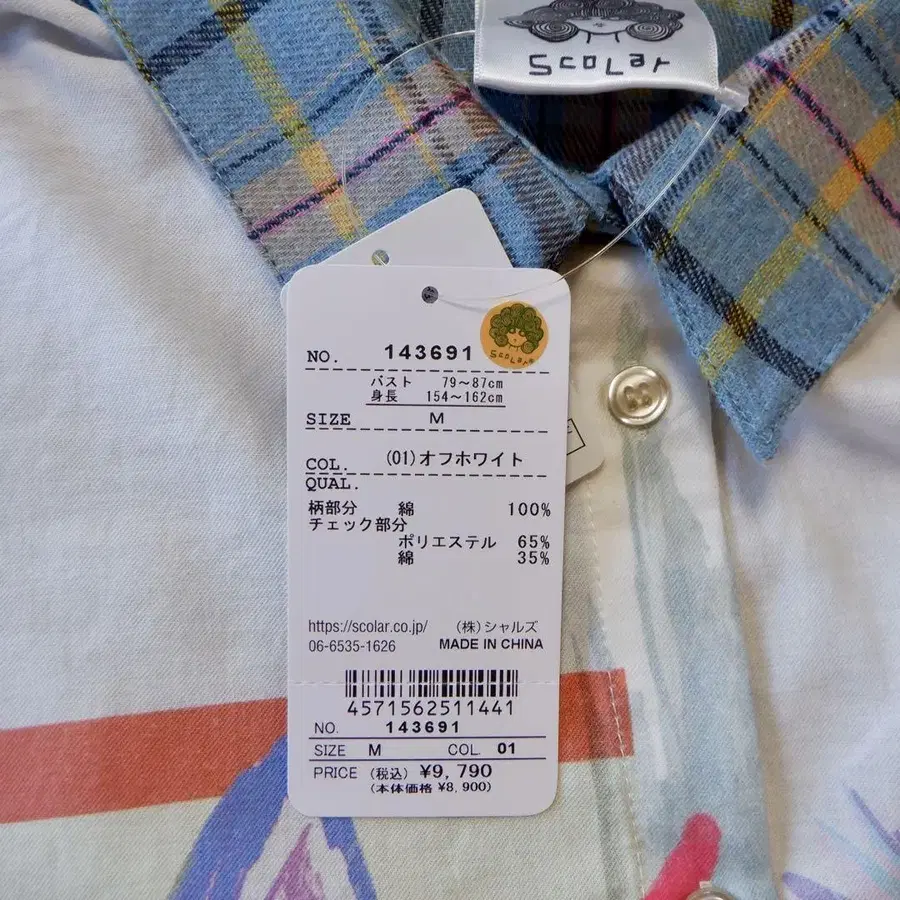 ScoLar
NO. 143691
ScoLar®
バスト 79～87cm
身長 154～162cm
SIZE M
COL. (01)オフホワイト
QUAL.
柄部分 綿 100%
チェック部分
ポリエステル 65%
綿 35%
https://scolar.co.jp/ (株)シャルズ
06-6535-1626 MADE IN CHINA
4571562511441
NO. 143691
SIZE M COL. 01
PRICE (税込) ¥9,790
(本体価格 ¥8,900)